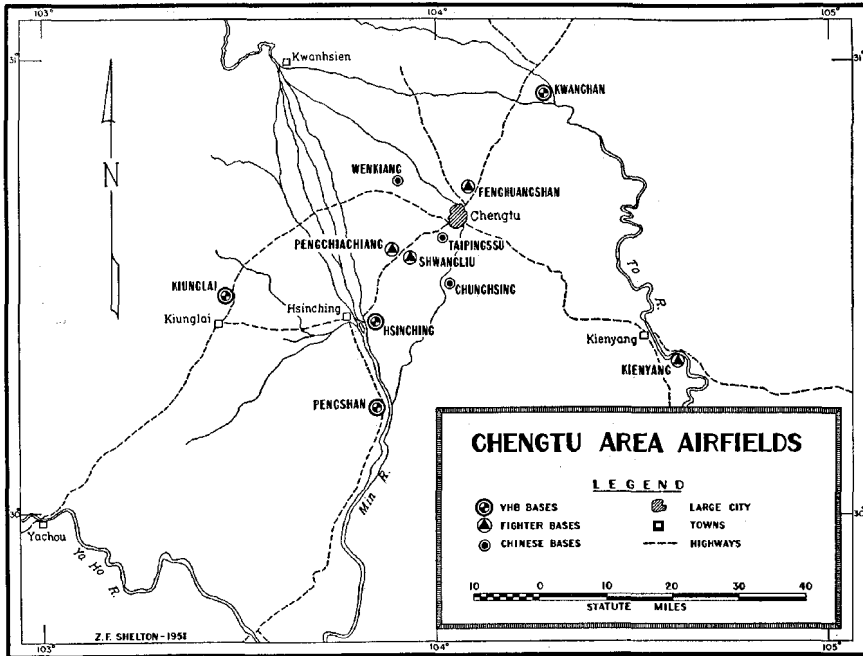 103°
104°
105°
31°
31°
Kwanhsien
KWANCHAN
N
WENKIANG
FENGHUANGSHAN
Chengtu
PENGCHIACHIANG
TAIPINGSSU
SHWANGLIU
KIUNGLAI
CHUNGHSING
To R.
Kiunglai
Hsinching
HSINCHING
Kienyang
KIENYANG
PENGSHAN
Min R.
CHENGTU AREA AIRFIELDS
LEGEND
VHB BASES
LARGE CITY
FIGHTER BASES
TOWNS
CHINESE BASES
HIGHWAYS
10 0 10 20 30 40
STATUTE MILES
30°
30°
Yachou
Ya Ho R.
Z.F. SHELTON-1951
103°
104°
105°